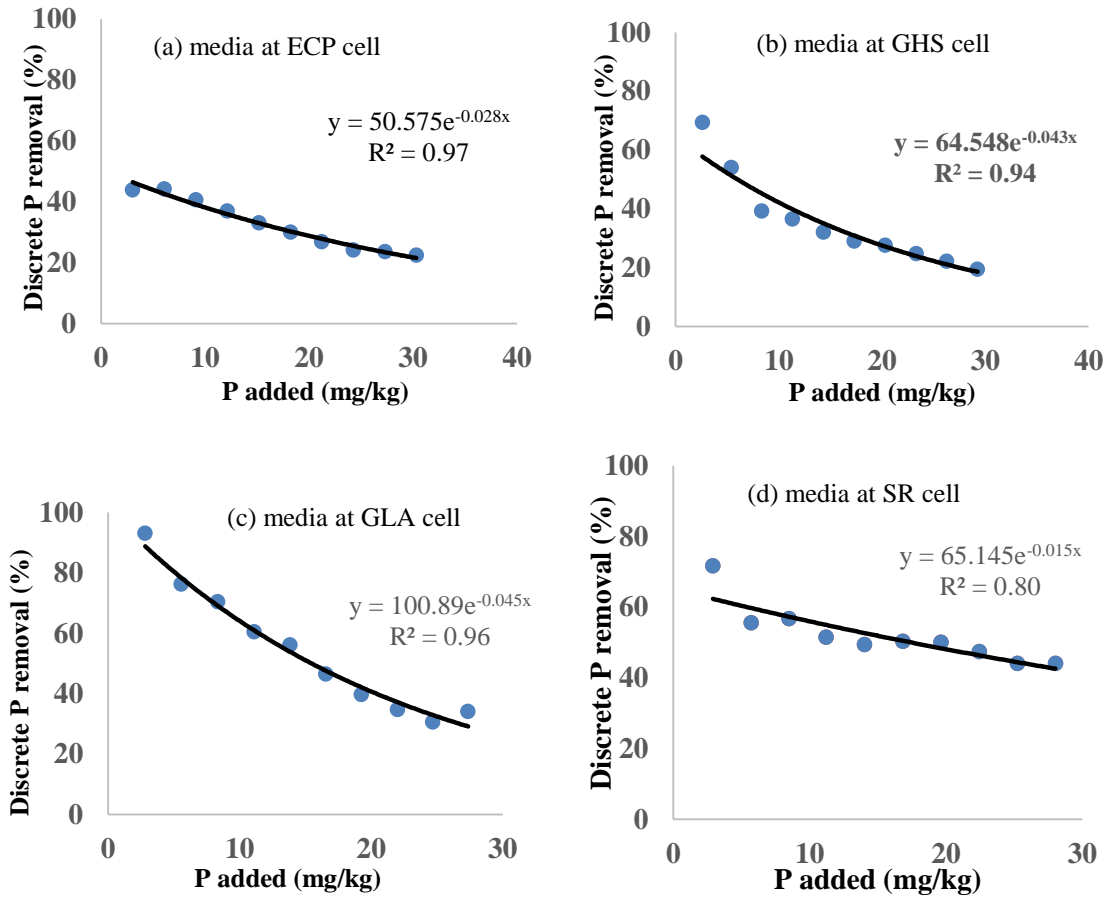 (a) media at ECP cell
Discrete P removal (%)
100
80
60
40
20
0
y = 50.575e^-0.028x
R² = 0.97
0 10 20 30 40
P added (mg/kg)
(b) media at GHS cell
Discrete P removal (%)
100
80
60
40
20
0
y = 64.548e^-0.043x
R² = 0.94
0 10 20 30 40
P added (mg/kg)
(c) media at GLA cell
Discrete P removal (%)
100
80
60
40
20
0
y = 100.89e^-0.045x
R² = 0.96
0 10 20 30
P added (mg/kg)
(d) media at SR cell
Discrete P removal (%)
100
80
60
40
20
0
y = 65.145e^-0.015x
R² = 0.80
0 10 20 30
P added (mg/kg)